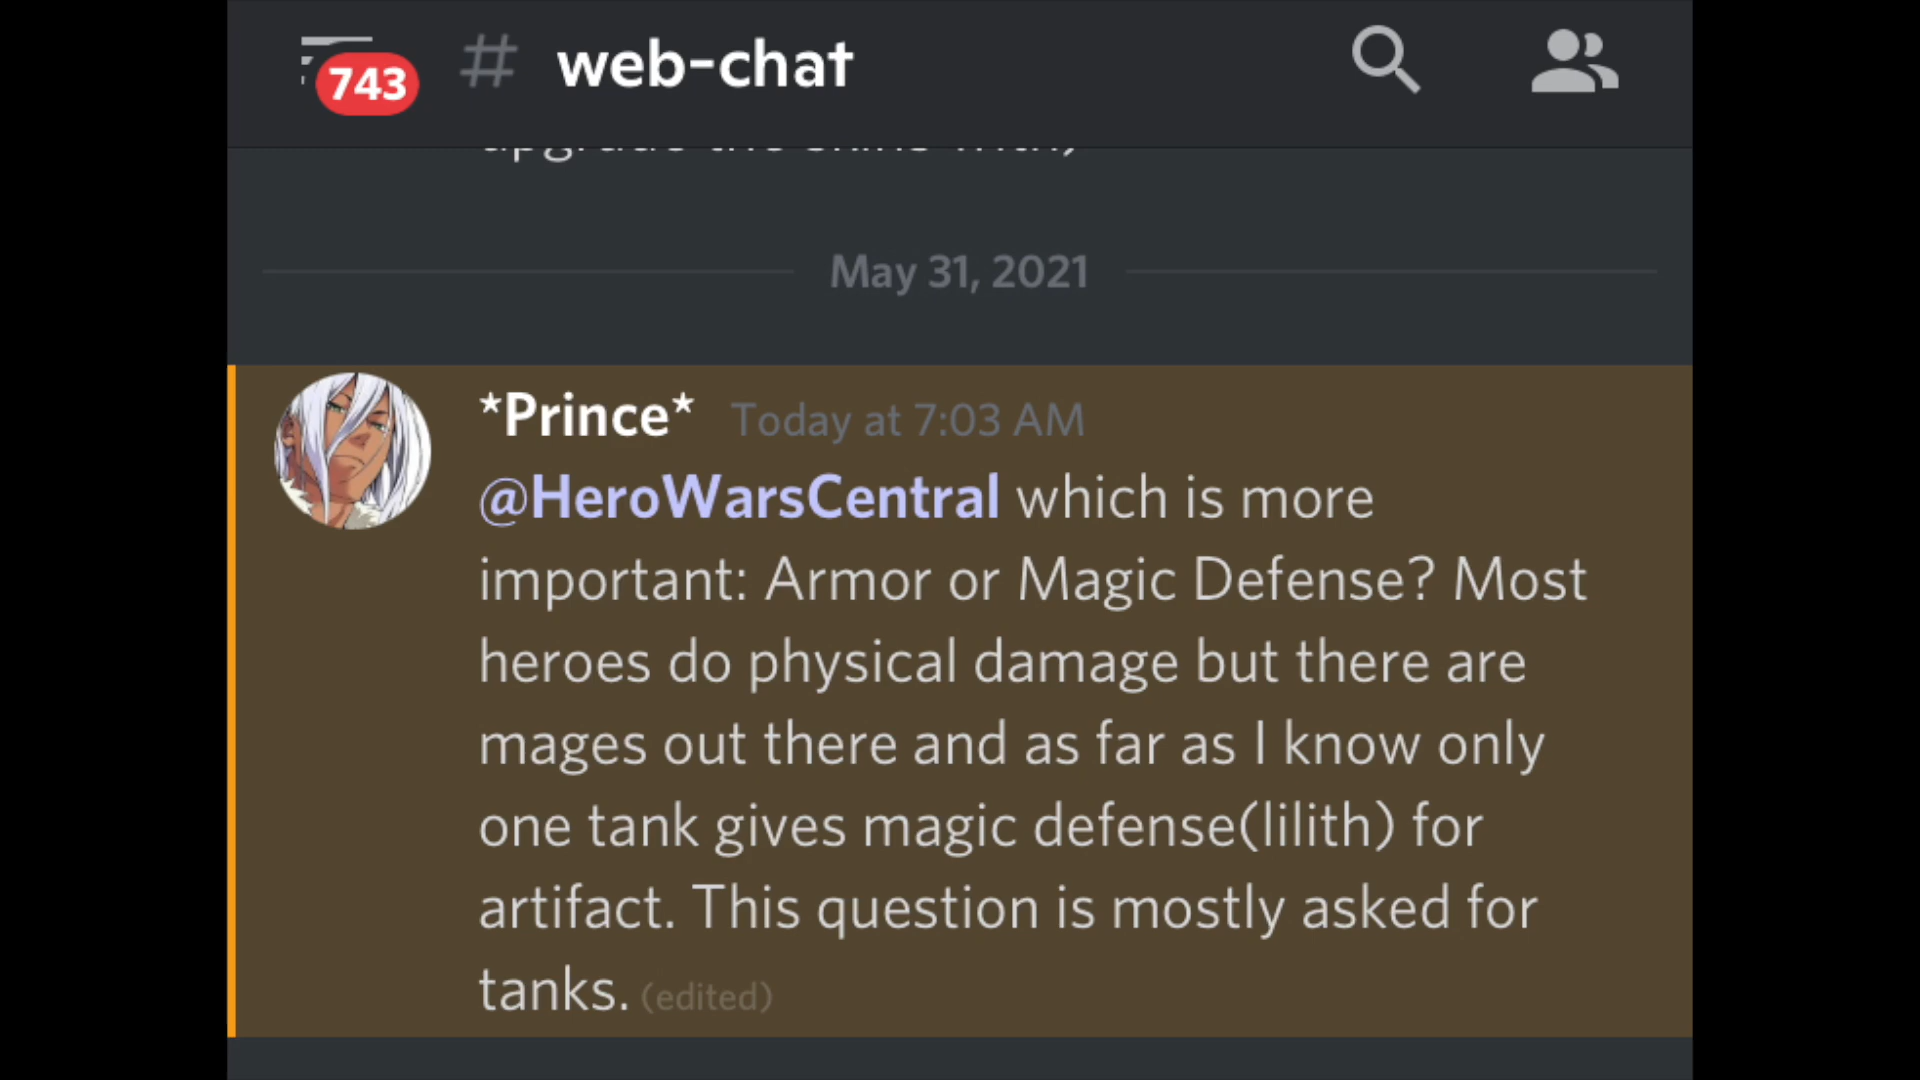 743
# web-chat
May 31, 2021
*Prince* Today at 7:03 AM
@HeroWarsCentral which is more
important: Armor or Magic Defense? Most
heroes do physical damage but there are
mages out there and as far as I know only
one tank gives magic defense(lilith) for
artifact. This question is mostly asked for
tanks. (edited)